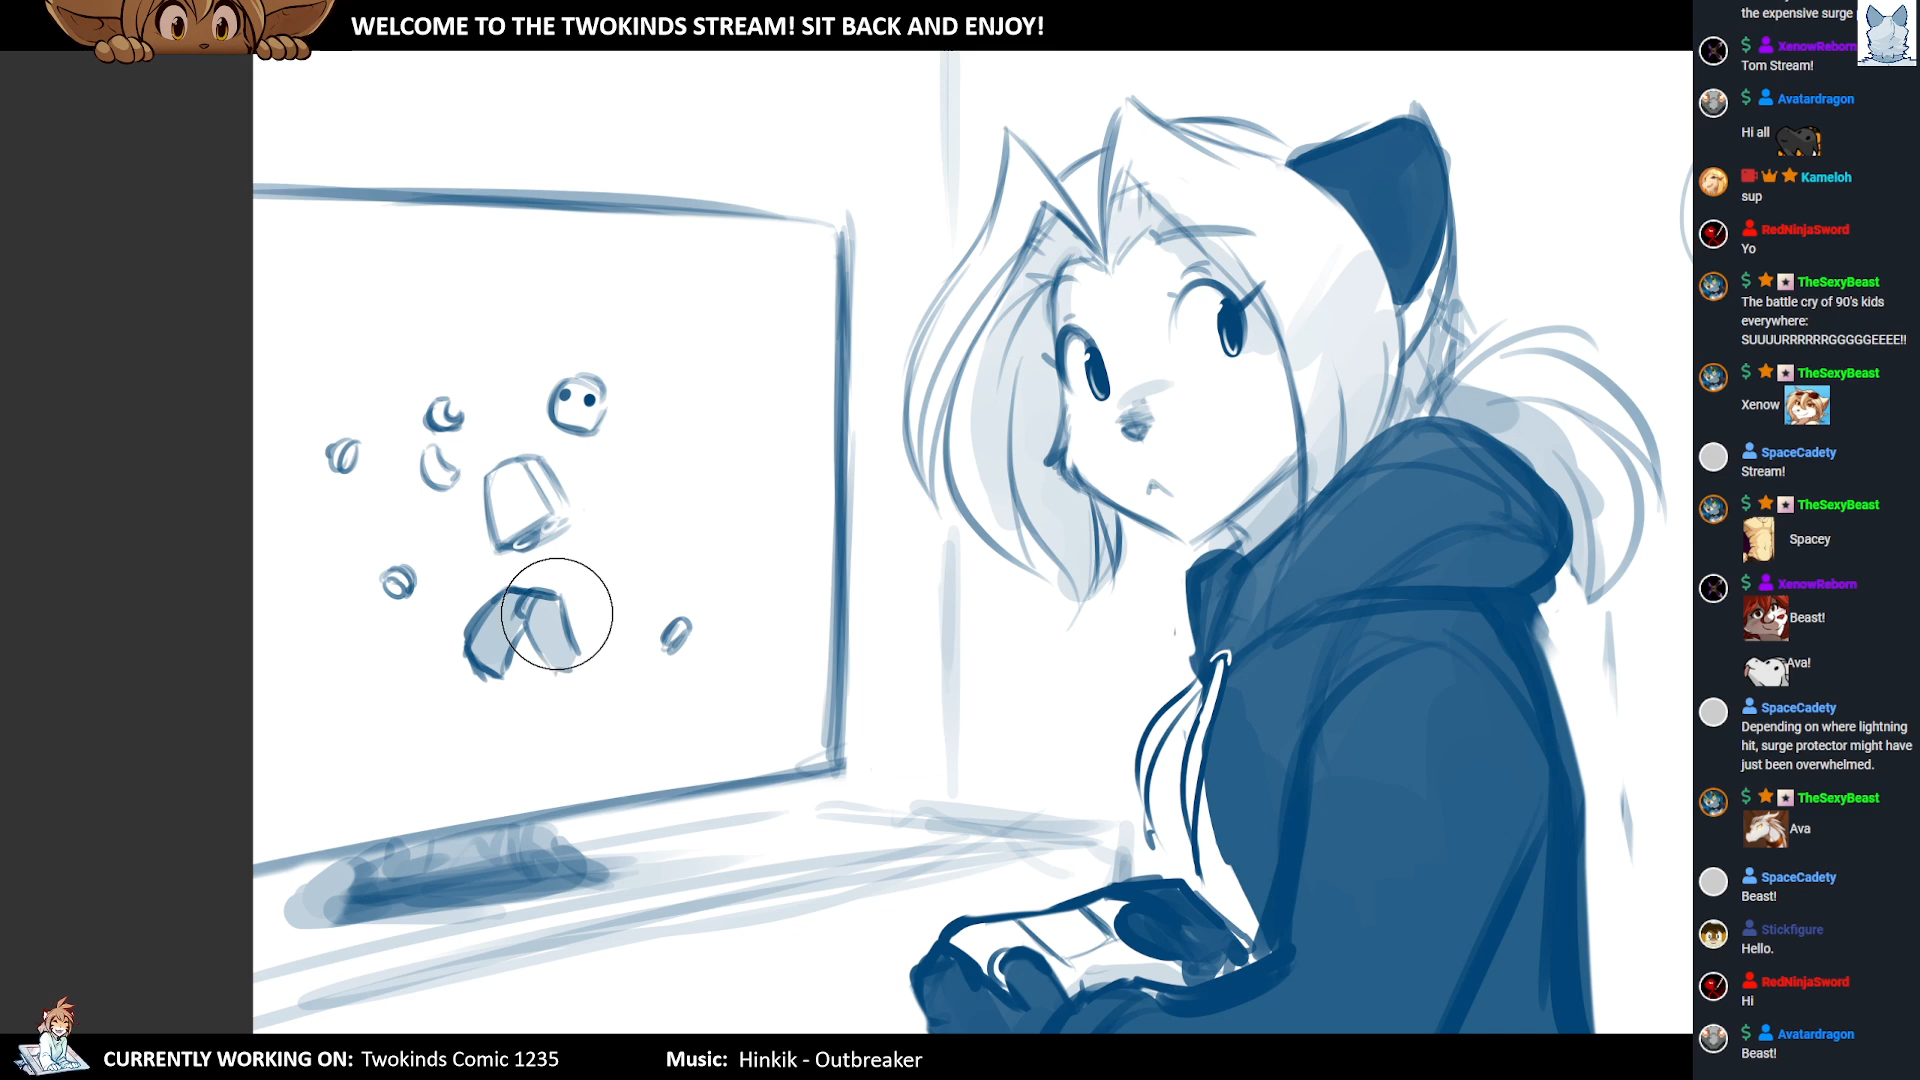 WELCOME TO THE TWOKINDS STREAM! SIT BACK AND ENJOY!
the expensive surge
XenowReborn
Tom Stream!
Avatardragon
Hi all
Kameloh
sup
RedNinjaSword
Yo
TheSexyBeast
The battle cry of 90's kids
everywhere:
SUUUURRRRRRGGGGGEEEE!!
TheSexyBeast
Xenow
SpaceCadety
Stream!
TheSexyBeast
Spacey
XenowReborn
Beast!
Ava!
SpaceCadety
Depending on where lightning
hit, surge protector might have
just been overwhelmed.
TheSexyBeast
Ava
SpaceCadety
Beast!
Stickfigure
Hello.
RedNinjaSword
Hi
Avatardragon
Beast!
CURRENTLY WORKING ON: Twokinds Comic 1235
Music: Hinkik - Outbreaker